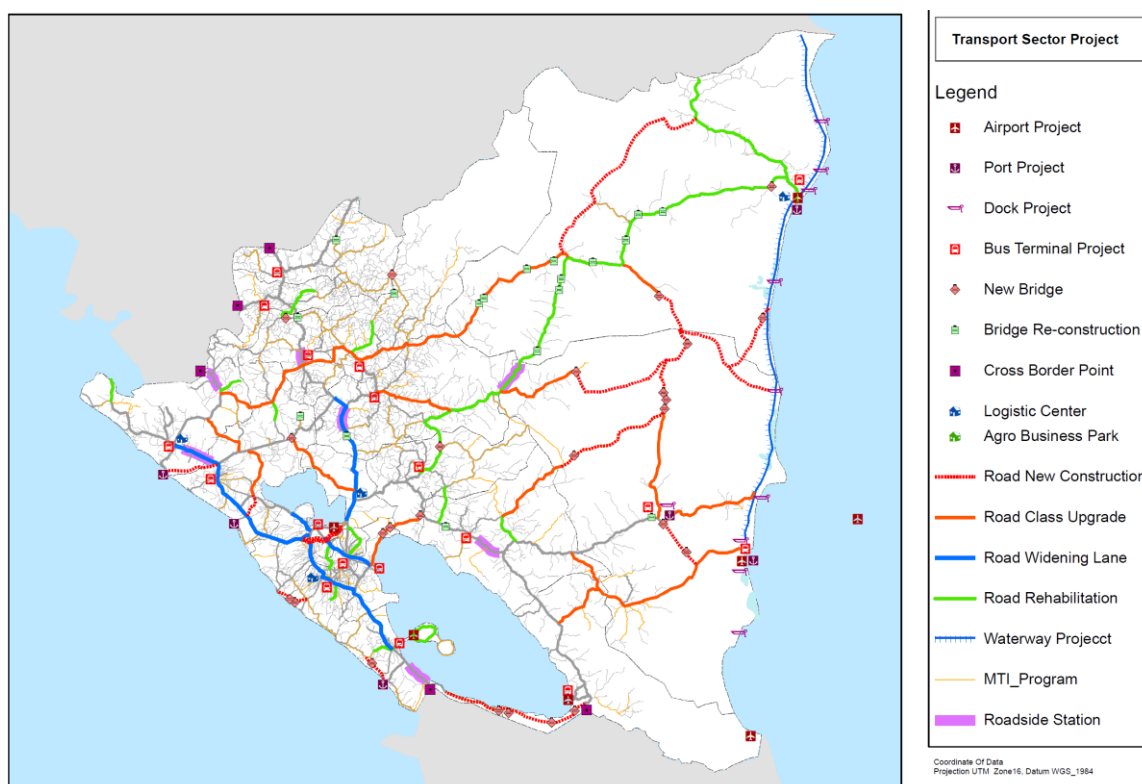 Transport Sector Project
Legend
Airport Project
Port Project
Dock Project
Bus Terminal Project
New Bridge
Bridge Re-construction
Cross Border Point
Logistic Center
Agro Business Park
Road New Construction
Road Class Upgrade
Road Widening Lane
Road Rehabilitation
Waterway Projecct
MTI_Program
Roadside Station
Coordinate Of Data
Projection UTM Zone16, Datum WGS_1984